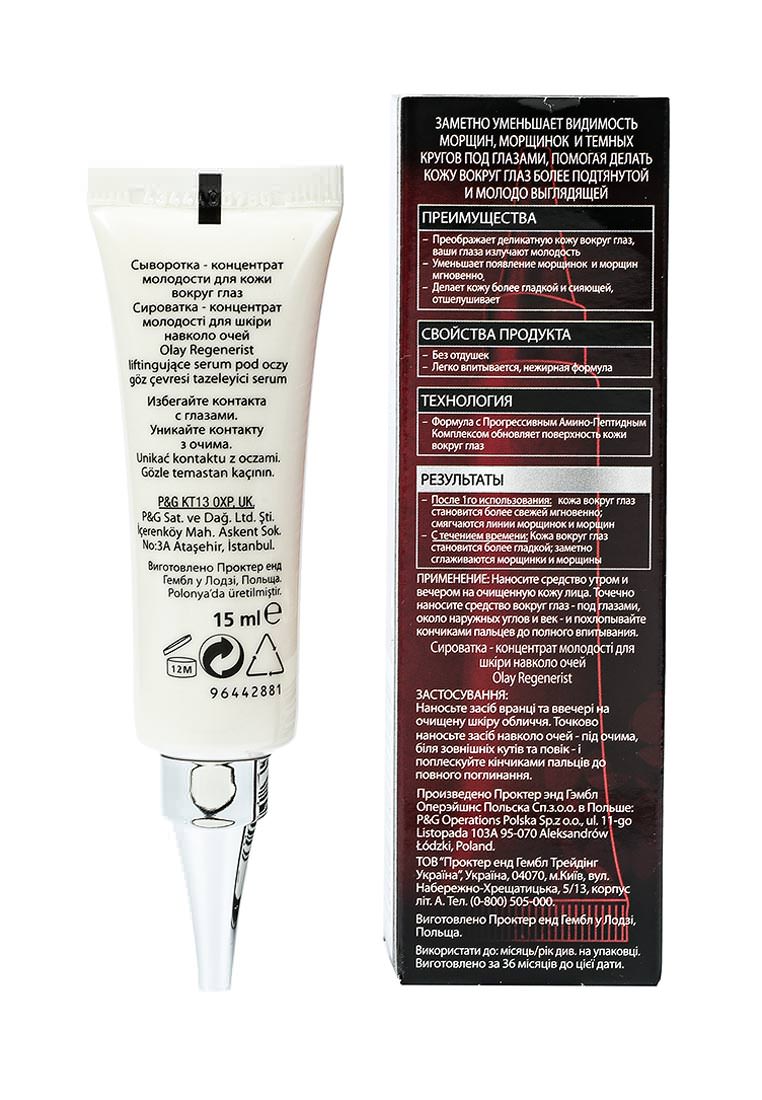 Сыворотка - концентрат
молодости для кожи
вокруг глаз
Сироватка - концентрат
молодості для шкіри
навколо очей
Olay Regenerist
liftingujące serum pod oczy
göz çevresi tazeleyici serum
Избегайте контакта
с глазами.
Уникайте контакту
з очима.
Unikać kontaktu z oczami.
Gözle temastan kaçının.
P&G KT13 0XP, UK.
P&G Sat. ve Dağ. Ltd. Şti.
İçerenköy Mah. Askent Sok.
No:3A Ataşehir, İstanbul.
Виготовлено Проктер енд
Гембл у Лодзі, Польща.
Polonya'da üretilmiştir.
15 ml e
12M
96442881
ЗАМЕТНО УМЕНЬШАЕТ ВИДИМОСТЬ
МОРЩИН, МОРЩИНОК И ТЕМНЫХ
КРУГОВ ПОД ГЛАЗАМИ, ПОМОГАЯ ДЕЛАТЬ
КОЖУ ВОКРУГ ГЛАЗ БОЛЕЕ ПОДТЯНУТОЙ
И МОЛОДО ВЫГЛЯДЯЩЕЙ
ПРЕИМУЩЕСТВА
– Преображает деликатную кожу вокруг глаз,
ваши глаза излучают молодость
– Уменьшает появление морщинок и морщин
мгновенно.
– Делает кожу более гладкой и сияющей,
отшелушивает
СВОЙСТВА ПРОДУКТА
– Без отдушек
– Легко впитывается, нежирная формула
ТЕХНОЛОГИЯ
– Формула с Прогрессивным Амино-Пептидным
Комплексом обновляет поверхность кожи
вокруг глаз
РЕЗУЛЬТАТЫ
– После 1го использования: кожа вокруг глаз
становится более свежей мгновенно;
смягчаются линии морщинок и морщин
– С течением времени: Кожа вокруг глаз
становится более гладкой; заметно
сглаживаются морщинки и морщины
ПРИМЕНЕНИЕ: Наносите средство утром и
вечером на очищенную кожу лица. Точечно
наносите средство вокруг глаз - под глазами,
около наружных углов и век - и похлопывайте
кончиками пальцев до полного впитывания.
Сироватка - концентрат молодості для
шкіри навколо очей
Olay Regenerist
ЗАСТОСУВАННЯ:
Наносьте засіб вранці та ввечері на
очищену шкіру обличчя. Точково
наносьте засіб навколо очей - під очима,
біля зовнішніх кутів та повік - і
поплескуйте кінчиками пальців до
повного поглинання.
Произведено Проктер энд Гэмбл
Оперэйшнс Польска Сп.з.о.о. в Польше:
P&G Operations Polska Sp.z o.o., ul. 11-go
Listopada 103A 95-070 Aleksandrów
Łódzki, Poland.
ТОВ "Проктер енд Гембл Трейдінг
Україна", Україна, 04070, м.Київ, вул.
Набережно-Хрещатицька, 5/13, корпус
літ. А. Тел. (0-800) 505-000.
Виготовлено Проктер енд Гембл у Лодзі,
Польща.
Використати до: місяць/рік див. на упаковці.
Виготовлено за 36 місяців до цієї дати.